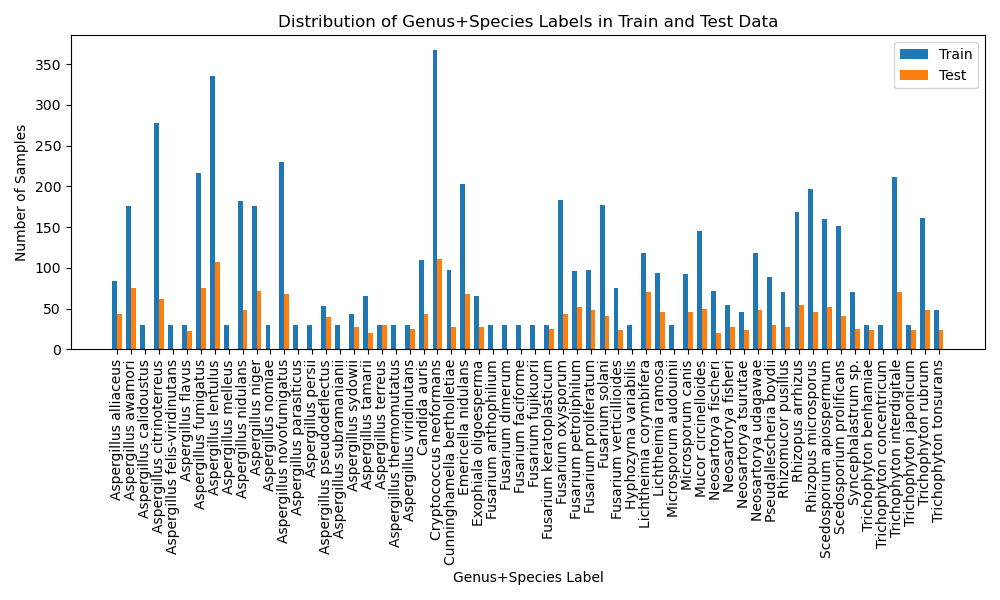 Distribution of Genus+Species Labels in Train and Test Data
Train
Test
Number of Samples
350
300
250
200
150
100
50
0
Aspergillus alliaceus
Aspergillus awamori
Aspergillus calidoustus
Aspergillus citrinoterreus
Aspergillus felis-viridinutans
Aspergillus flavus
Aspergillus fumigatus
Aspergillus lentulus
Aspergillus melleus
Aspergillus nidulans
Aspergillus niger
Aspergillus nomiae
Aspergillus novofumigatus
Aspergillus parasiticus
Aspergillus persii
Aspergillus pseudodeflectus
Aspergillus subramanianii
Aspergillus sydowii
Aspergillus tamarii
Aspergillus terreus
Aspergillus thermomutatus
Aspergillus viridinutans
Candida auris
Cryptococcus neoformans
Cunninghamella bertholletiae
Emericella nidulans
Exophiala oligoesperma
Fusarium anthophilium
Fusarium dimerum
Fusarium faciforme
Fusarium fujikuorii
Fusarium keratoplasticum
Fusarium oxysporum
Fusarium petroliphilum
Fusarium proliferatum
Fusarium solani
Fusarium verticillioides
Hyphozyma variabilis
Lichtheimia corymbifera
Lichtheimia ramosa
Microsporum audouinii
Microsporum canis
Mucor circinelloides
Neosartorya fischeri
Neosartorya fisheri
Neosartorya tsurutae
Neosartorya udagawae
Pseudallescheria boydii
Rhizomucor pusillus
Rhizopus arrhizus
Rhizopus microsporus
Scedosporium apiospermum
Scedosporium prolificans
Syncephalastrum sp.
Trichophyton benhamiae
Trichophyton concentricum
Trichophyton interdigitale
Trichophyton japonicum
Trichophyton rubrum
Trichophyton tonsurans
Genus+Species Label